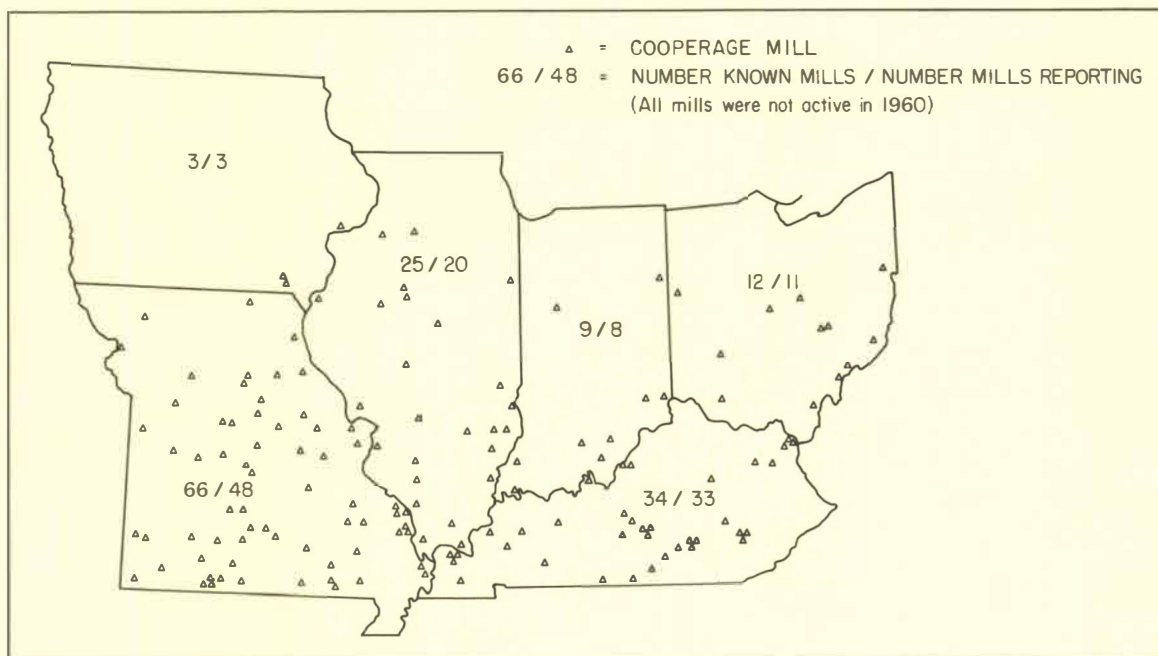 △ = COOPERAGE MILL
66 / 48 = NUMBER KNOWN MILLS / NUMBER MILLS REPORTING
(All mills were not active in 1960)
3 / 3
25 / 20
12 / 11
9 / 8
66 / 48
34 / 33